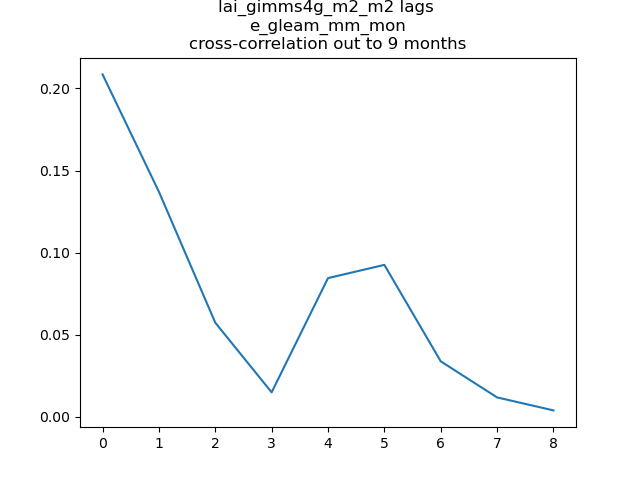 lai_gimms4g_m2_m2 lags
e_gleam_mm_mon
cross-correlation out to 9 months
0.20
0.15
0.10
0.05
0.00
0 1 2 3 4 5 6 7 8